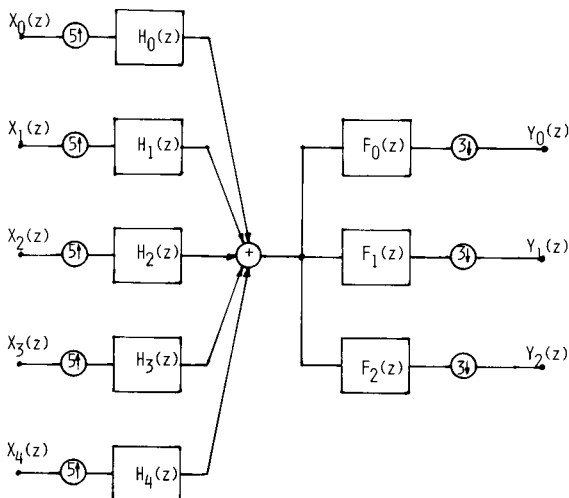 X0(z) 5↑ H0(z)
X1(z) 5↑ H1(z)
X2(z) 5↑ H2(z)
X3(z) 5↑ H3(z)
X4(z) 5↑ H4(z)
+
F0(z) 3↓ Y0(z)
F1(z) 3↓ Y1(z)
F2(z) 3↓ Y2(z)